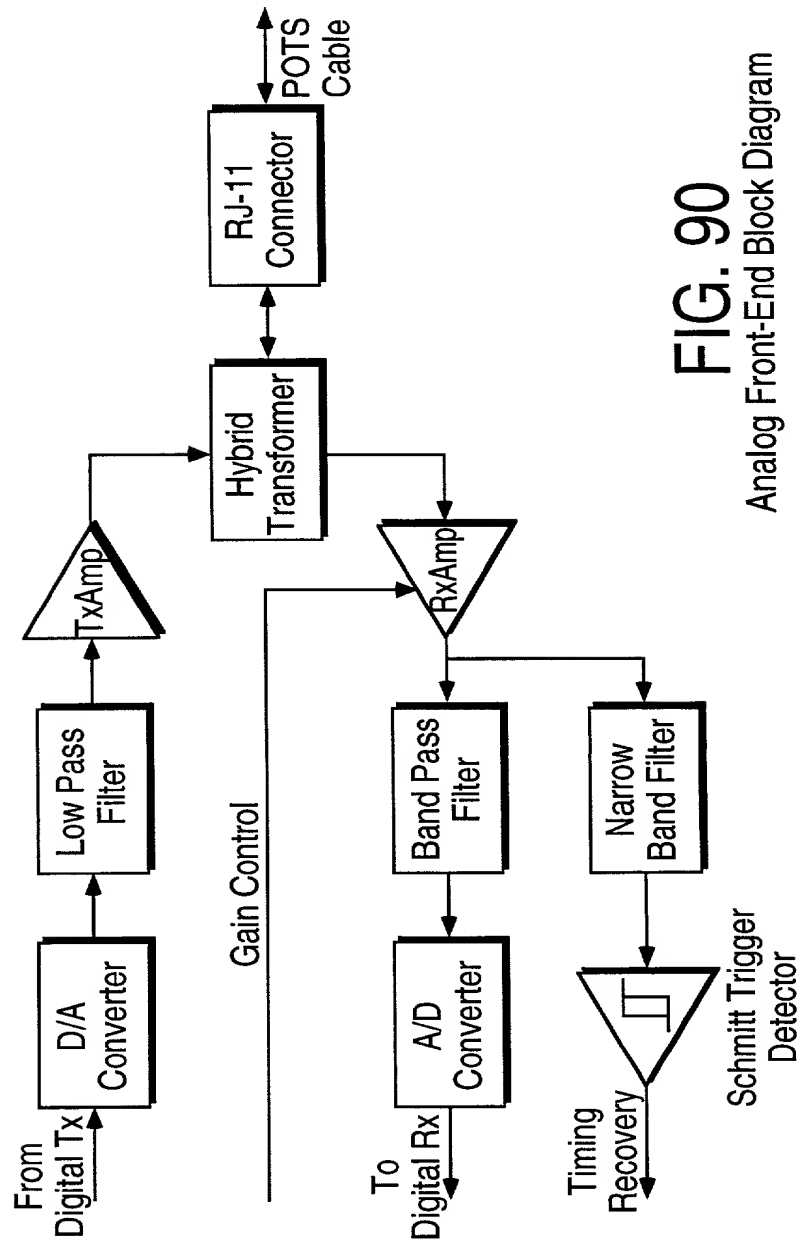 From
Digital Tx
D/A
Converter
Low Pass
Filter
TxAmp
Hybrid
Transformer
RJ-11
Connector
POTS
Cable
Gain Control
RxAmp
To
Digital Rx
A/D
Converter
Band Pass
Filter
Timing
Recovery
Narrow
Band Filter
Schmitt Trigger
Detector
FIG. 90
Analog Front-End Block Diagram